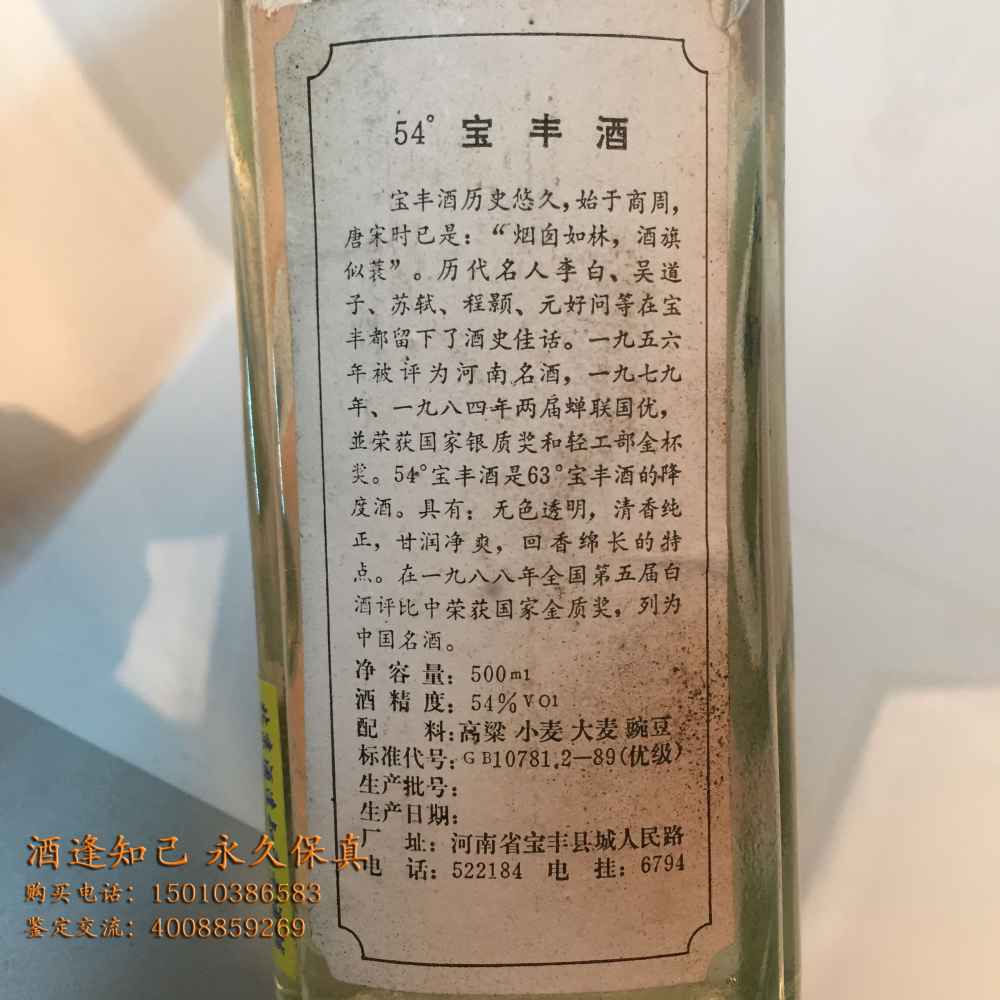 54° 宝丰酒
宝丰酒历史悠久，始于商周，
唐宋时已是：“烟囱如林，酒旗
似蓑”。历代名人李白、吴道
子、苏轼、程颢、元好问等在宝
丰都留下了酒史佳话。一九五六
年被评为河南名酒，一九七九
年、一九八四年两届蝉联国优，
並荣获国家银质奖和轻工部金杯
奖。54°宝丰酒是63°宝丰酒的降
度酒。具有：无色透明，清香纯
正，甘润净爽，回香绵长的特
点。在一九八八年全国第五届白
酒评比中荣获国家金质奖，列为
中国名酒。
净容量：500ml
酒精度：54%VOl
配料：高粱 小麦 大麦 豌豆
标准代号：GB10781.2—89(优级)
生产批号：
生产日期：
厂址：河南省宝丰县城人民路
电话：522184 电挂：6794
酒逢知己 永久保真
购买电话：15010386583
鉴定交流：4008859269